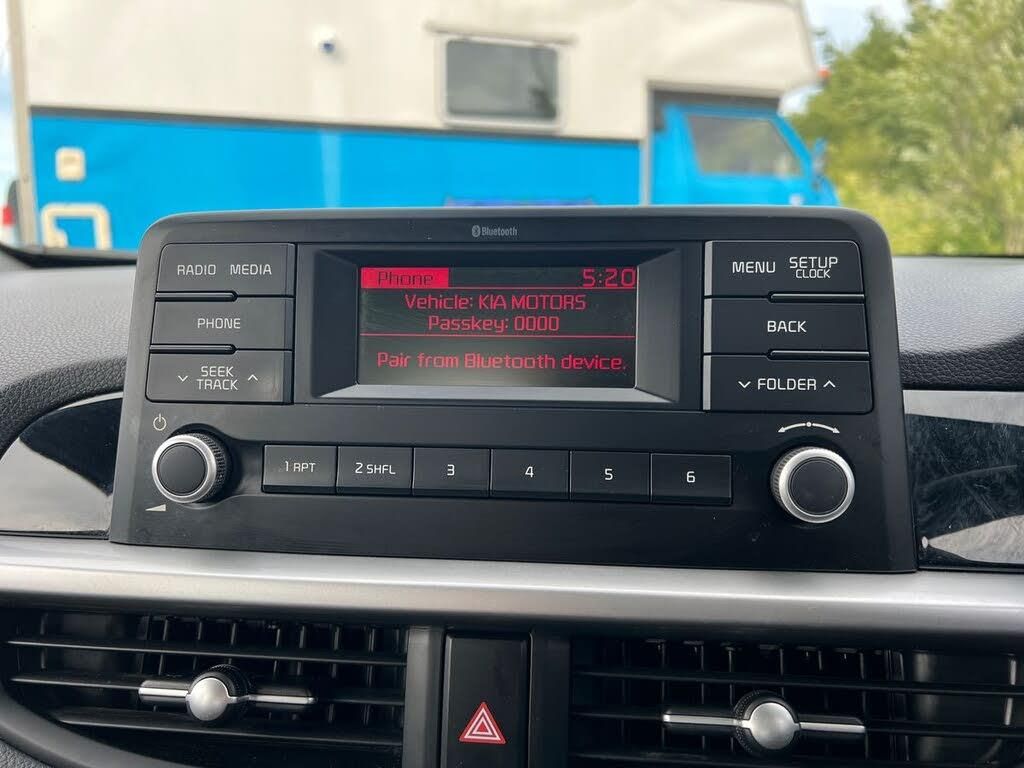 Bluetooth
RADIO MEDIA
PHONE
SEEK
TRACK
Phone 5:20
Vehicle: KIA MOTORS
Passkey: 0000
Pair from Bluetooth device.
MENU SETUP
CLOCK
BACK
FOLDER
1 RPT
2 SHFL
3
4
5
6